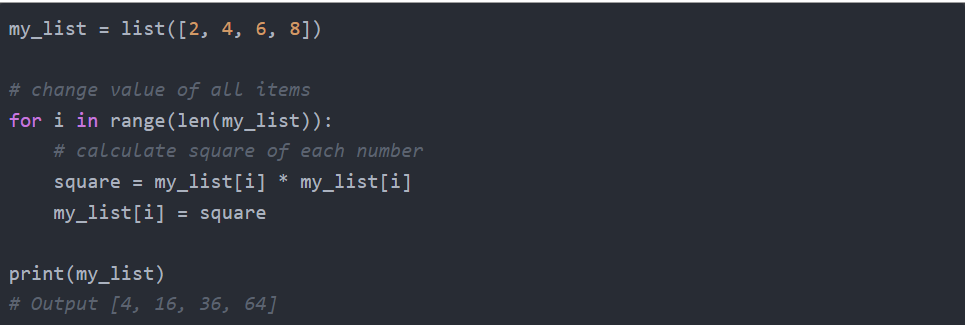 my_list = list([2, 4, 6, 8])
# change value of all items
for i in range(len(my_list)):
    # calculate square of each number
    square = my_list[i] * my_list[i]
    my_list[i] = square
print(my_list)
# Output [4, 16, 36, 64]